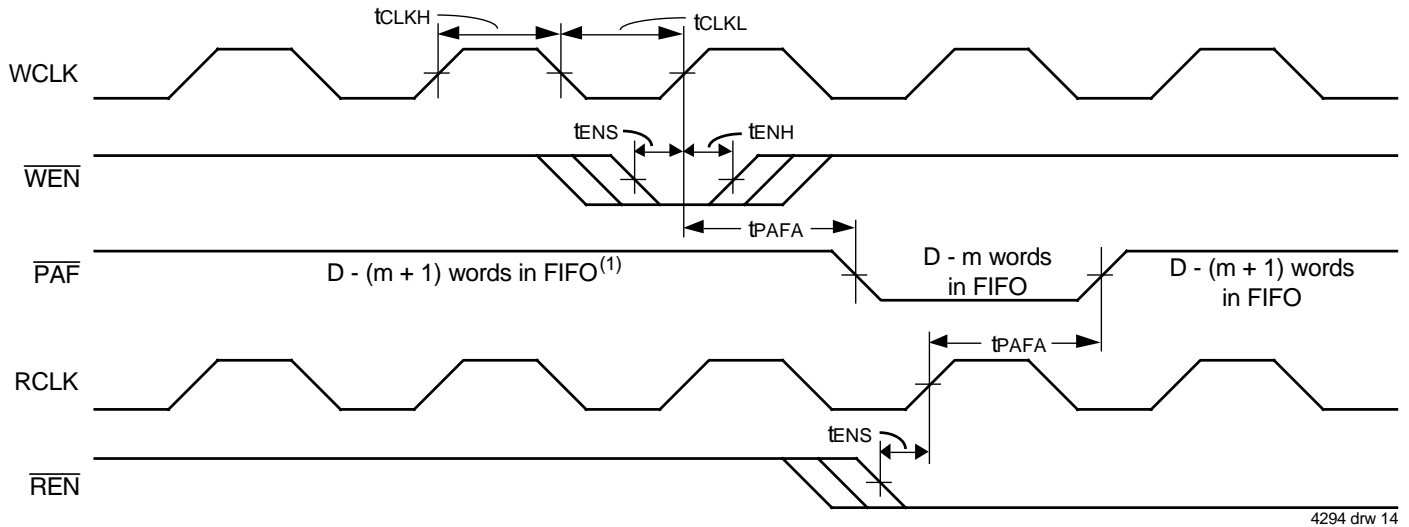 tCLKH
tCLKL
WCLK
tENS
tENH
WEN
tPAFA
PAF
D - (m + 1) words in FIFO(1)
D - m words
in FIFO
D - (m + 1) words
in FIFO
tPAFA
RCLK
tENS
REN
4294 drw 14